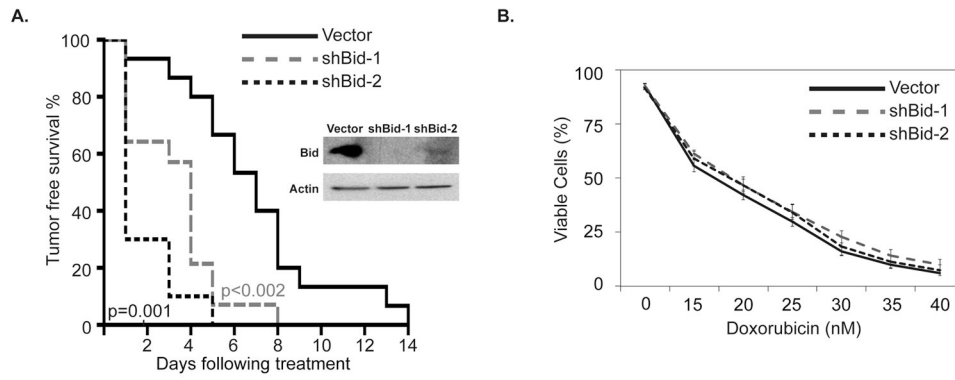 A.
100
80
60
40
20
0
Tumor free survival %
2 4 6 8 10 12 14
Days following treatment
Vector
shBid-1
shBid-2
p<0.002
p=0.001
Vector shBid-1 shBid-2
Bid
Actin
B.
100
75
50
25
0
Viable Cells (%)
0 15 20 25 30 35 40
Doxorubicin (nM)
Vector
shBid-1
shBid-2